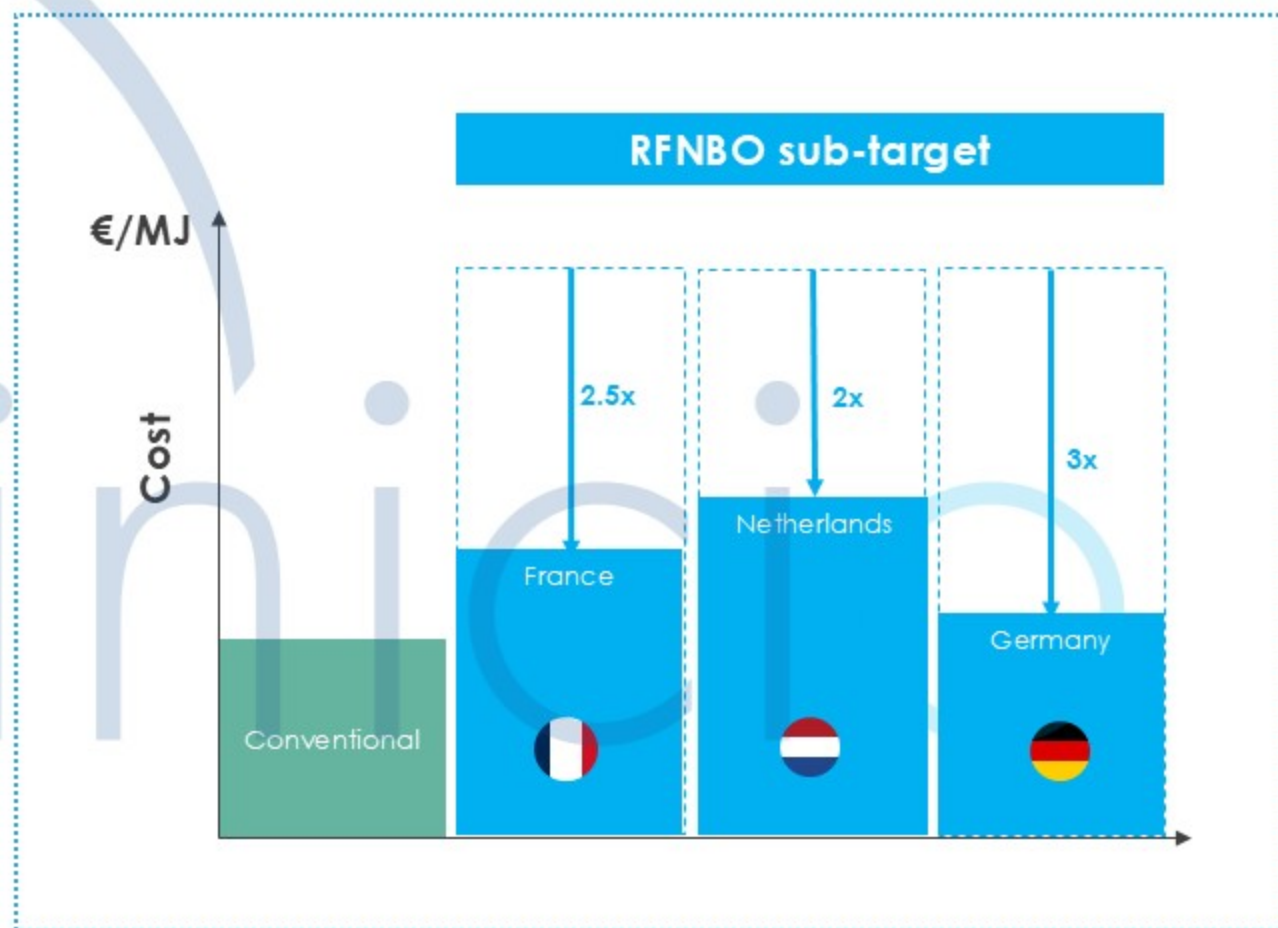 RFNBO sub-target
€/MJ
Cost
2.5x
2x
3x
Netherlands
France
Germany
Conventional